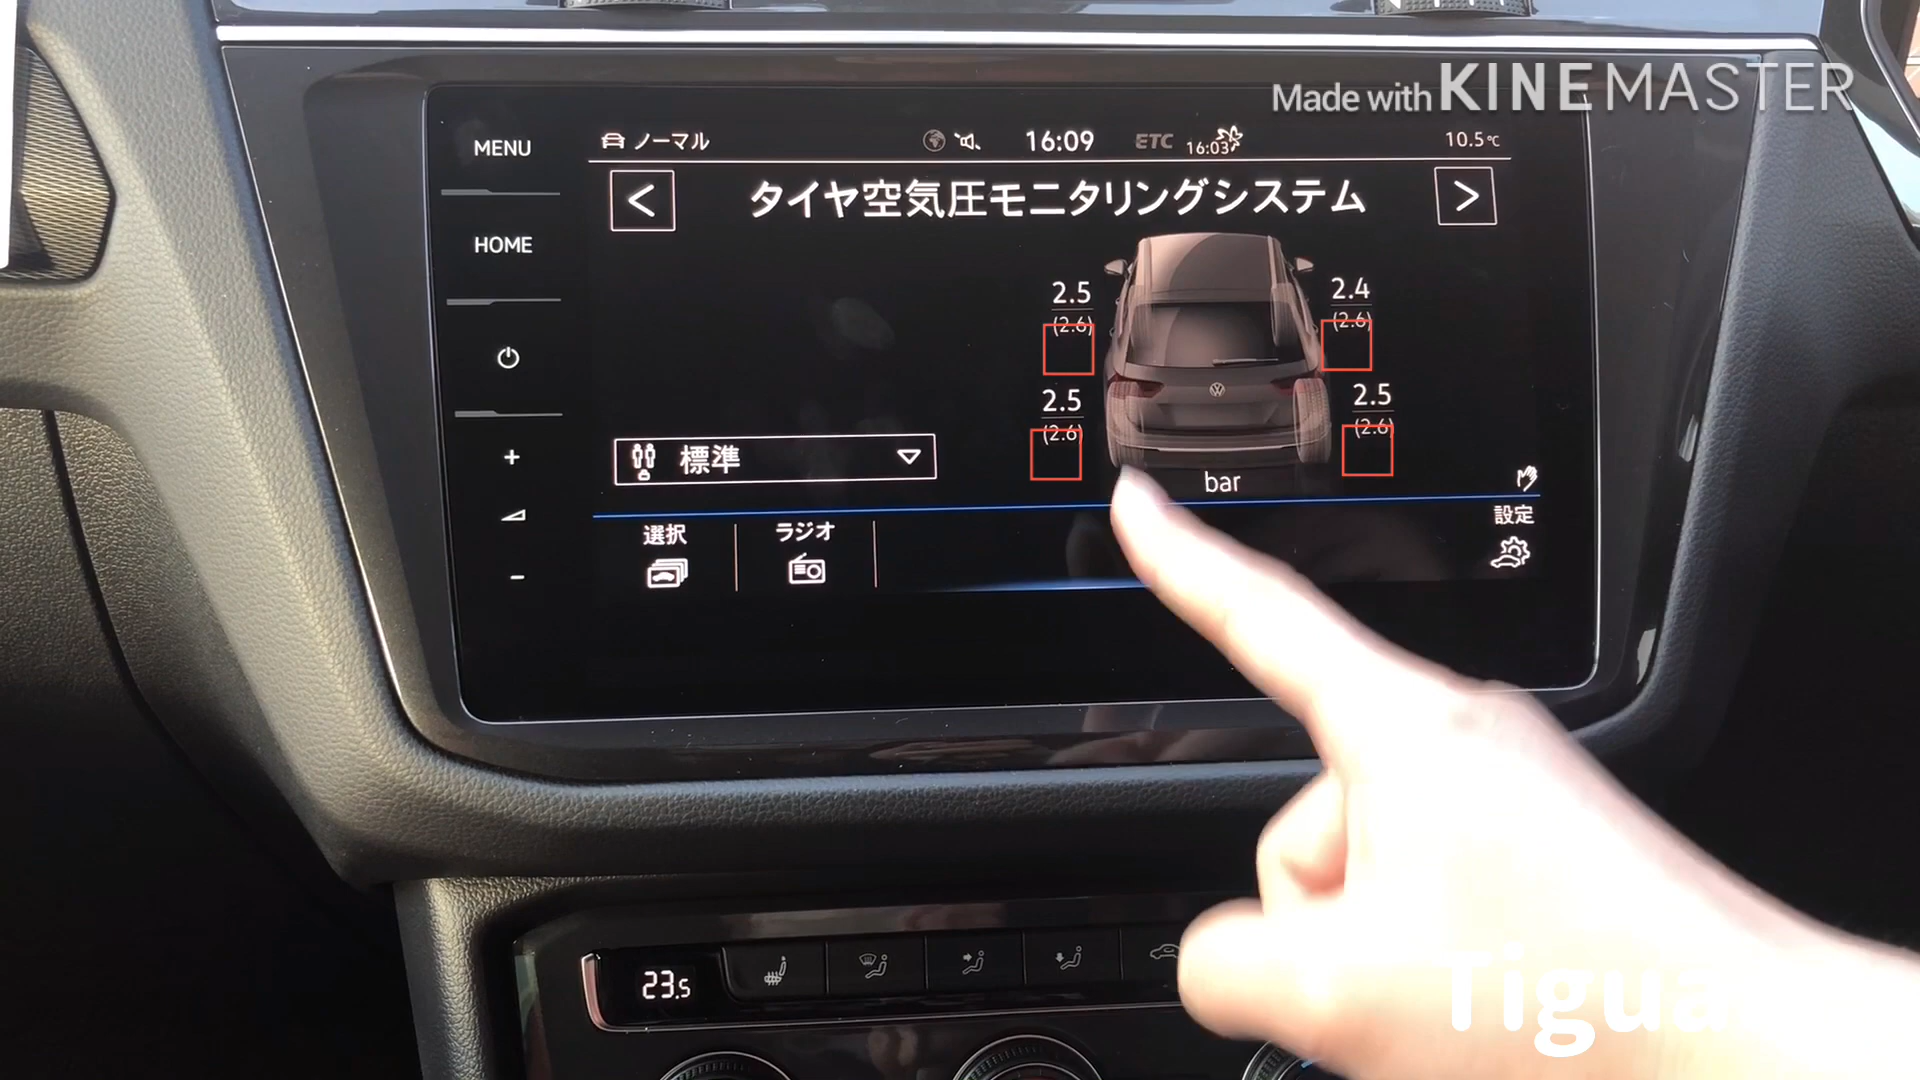 Made with KINEMASTER
MENU
ノーマル
16:09
ETC
16:03
10.5℃
<
タイヤ空気圧モニタリングシステム
>
HOME
2.5
(2.6)
2.4
(2.6)
2.5
(2.6)
2.5
(2.6)
標準
bar
+
-
選択
ラジオ
設定
23.5
Tigua